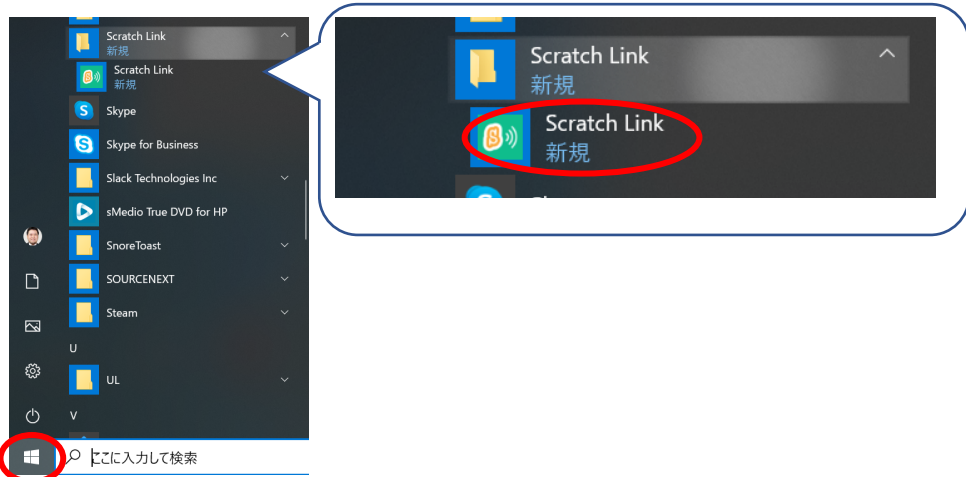 Scratch Link
新規
Scratch Link
新規
Skype
Skype for Business
Slack Technologies Inc
sMedio True DVD for HP
SnoreToast
SOURCENEXT
Steam
U
UL
V
ここに入力して検索
Scratch Link
新規
Scratch Link
新規